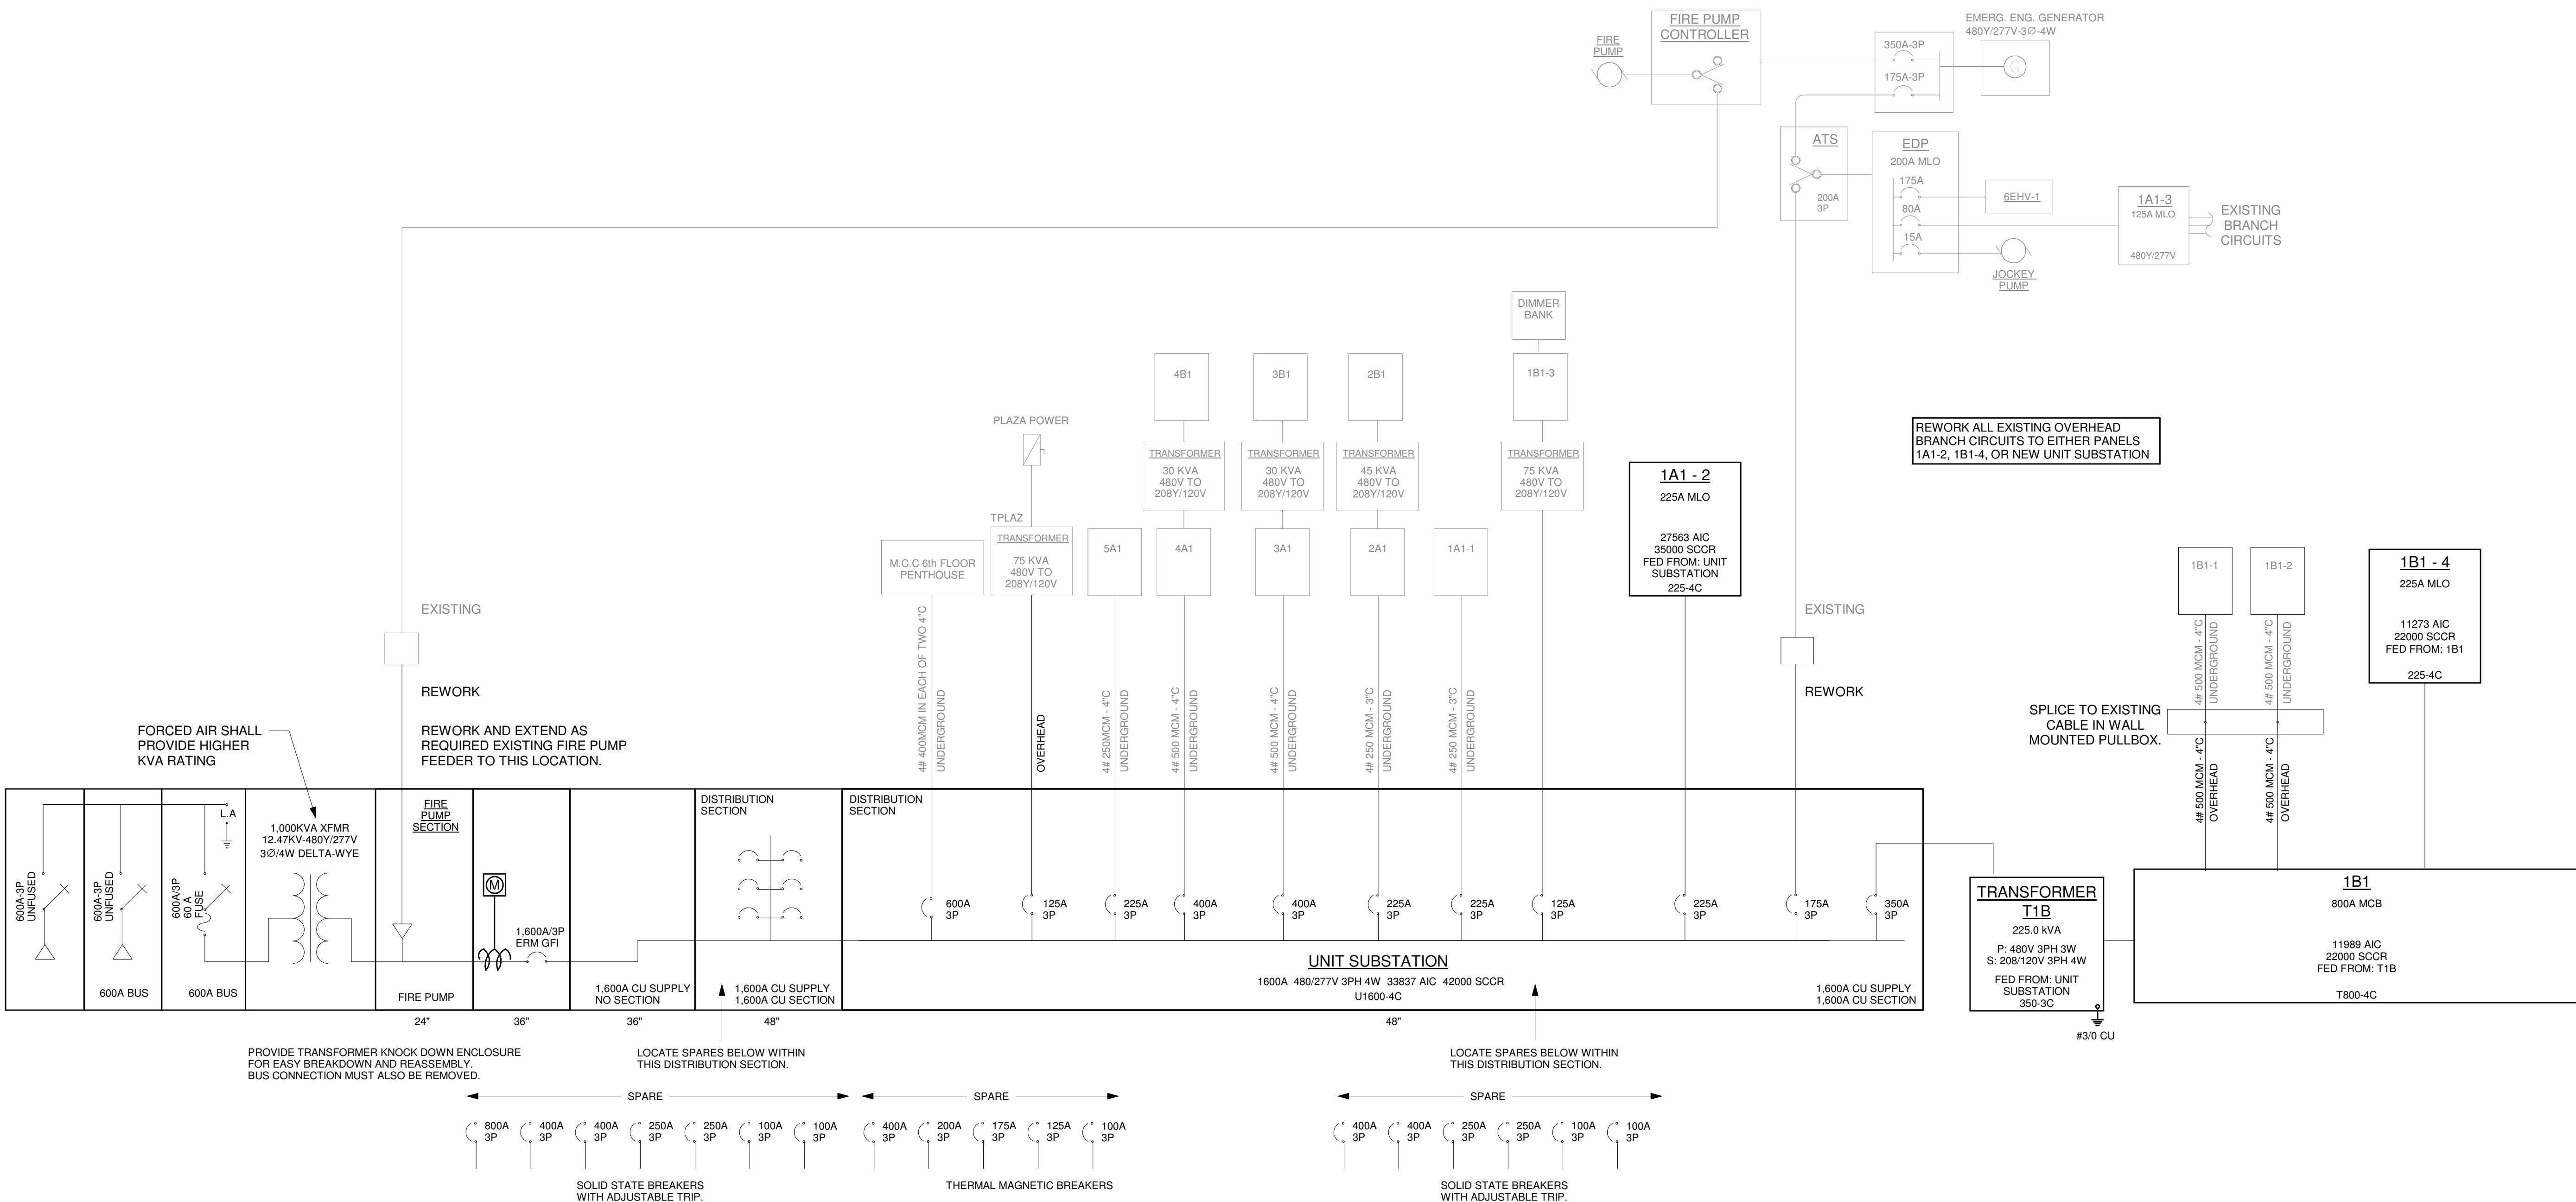 FIRE PUMP
CONTROLLER
FIRE
PUMP
EMERG. ENG. GENERATOR
480Y/277V-3∅-4W
350A-3P
175A-3P
G
ATS
200A
3P
EDP
200A MLO
175A
80A
15A
6EHV-1
JOCKEY
PUMP
1A1-3
125A MLO
480Y/277V
EXISTING
BRANCH
CIRCUITS
DIMMER
BANK
4B1
3B1
2B1
1B1-3
PLAZA POWER
TRANSFORMER
30 KVA
480V TO
208Y/120V
TRANSFORMER
30 KVA
480V TO
208Y/120V
TRANSFORMER
45 KVA
480V TO
208Y/120V
TRANSFORMER
75 KVA
480V TO
208Y/120V
REWORK ALL EXISTING OVERHEAD
BRANCH CIRCUITS TO EITHER PANELS
1A1-2, 1B1-4, OR NEW UNIT SUBSTATION
1A1 - 2
225A MLO
27563 AIC
35000 SCCR
FED FROM: UNIT
SUBSTATION
225-4C
TPLAZ
TRANSFORMER
75 KVA
480V TO
208Y/120V
M.C.C 6th FLOOR
PENTHOUSE
5A1
4A1
3A1
2A1
1A1-1
1B1-1
1B1-2
1B1 - 4
225A MLO
11273 AIC
22000 SCCR
FED FROM: 1B1
225-4C
EXISTING
REWORK
EXISTING
REWORK
4# 400MCM IN EACH OF TWO 4"C
UNDERGROUND
OVERHEAD
4# 250MCM - 4"C
UNDERGROUND
4# 500 MCM - 4"C
UNDERGROUND
4# 500 MCM - 4"C
UNDERGROUND
4# 250 MCM - 3"C
UNDERGROUND
4# 250 MCM - 3"C
UNDERGROUND
4# 500 MCM - 4"C
UNDERGROUND
4# 500 MCM - 4"C
UNDERGROUND
SPLICE TO EXISTING
CABLE IN WALL
MOUNTED PULLBOX.
4# 500 MCM - 4"C
OVERHEAD
4# 500 MCM - 4"C
OVERHEAD
FORCED AIR SHALL
PROVIDE HIGHER
KVA RATING
REWORK AND EXTEND AS
REQUIRED EXISTING FIRE PUMP
FEEDER TO THIS LOCATION.
600A-3P
UNFUSED
600A-3P
UNFUSED
600A BUS
600A/3P
60 A
FUSE
L.A
600A BUS
1,000KVA XFMR
12.47KV-480Y/277V
3∅/4W DELTA-WYE
FIRE
PUMP
SECTION
FIRE PUMP
M
1,600A/3P
ERM GFI
1,600A CU SUPPLY
NO SECTION
DISTRIBUTION
SECTION
1,600A CU SUPPLY
1,600A CU SECTION
DISTRIBUTION
SECTION
600A
3P
125A
3P
225A
3P
400A
3P
400A
3P
225A
3P
225A
3P
125A
3P
225A
3P
175A
3P
350A
3P
UNIT SUBSTATION
1600A 480/277V 3PH 4W 33837 AIC 42000 SCCR
U1600-4C
1,600A CU SUPPLY
1,600A CU SECTION
TRANSFORMER
T1B
225.0 kVA
P: 480V 3PH 3W
S: 208/120V 3PH 4W
FED FROM: UNIT
SUBSTATION
350-3C
#3/0 CU
1B1
800A MCB
11989 AIC
22000 SCCR
FED FROM: T1B
T800-4C
24"
36"
36"
48"
48"
PROVIDE TRANSFORMER KNOCK DOWN ENCLOSURE
FOR EASY BREAKDOWN AND REASSEMBLY.
BUS CONNECTION MUST ALSO BE REMOVED.
LOCATE SPARES BELOW WITHIN
THIS DISTRIBUTION SECTION.
LOCATE SPARES BELOW WITHIN
THIS DISTRIBUTION SECTION.
SPARE
SPARE
SPARE
800A
3P
400A
3P
400A
3P
250A
3P
250A
3P
100A
3P
100A
3P
400A
3P
200A
3P
175A
3P
125A
3P
100A
3P
400A
3P
400A
3P
250A
3P
250A
3P
100A
3P
100A
3P
SOLID STATE BREAKERS
WITH ADJUSTABLE TRIP.
THERMAL MAGNETIC BREAKERS
SOLID STATE BREAKERS
WITH ADJUSTABLE TRIP.